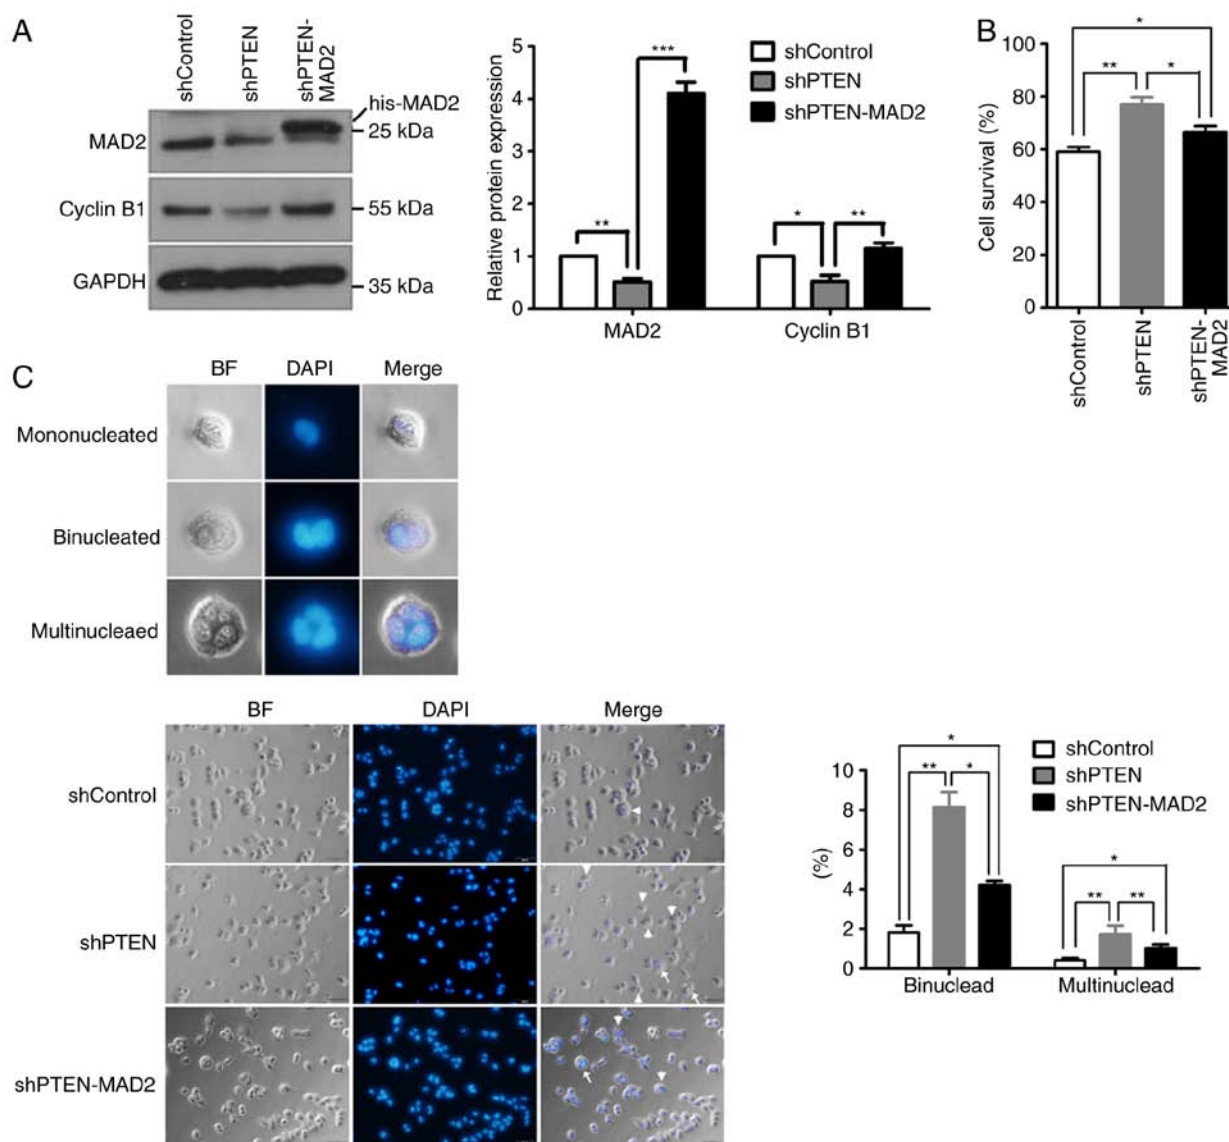 A
shControl
shPTEN
shPTEN-
MAD2
his-MAD2
MAD2
25 kDa
Cyclin B1
55 kDa
GAPDH
35 kDa
Relative protein expression
5
4
3
2
1
0
**
***
*
**
MAD2
Cyclin B1
shControl
shPTEN
shPTEN-MAD2
B
Cell survival (%)
100
80
60
40
20
0
*
**
*
shControl
shPTEN
shPTEN-
MAD2
C
BF
DAPI
Merge
Mononucleated
Binucleated
Multinucleaed
BF
DAPI
Merge
shControl
shPTEN
shPTEN-MAD2
(%)
10
8
6
4
2
0
*
**
*
*
**
**
Binuclead
Multinuclead
shControl
shPTEN
shPTEN-MAD2